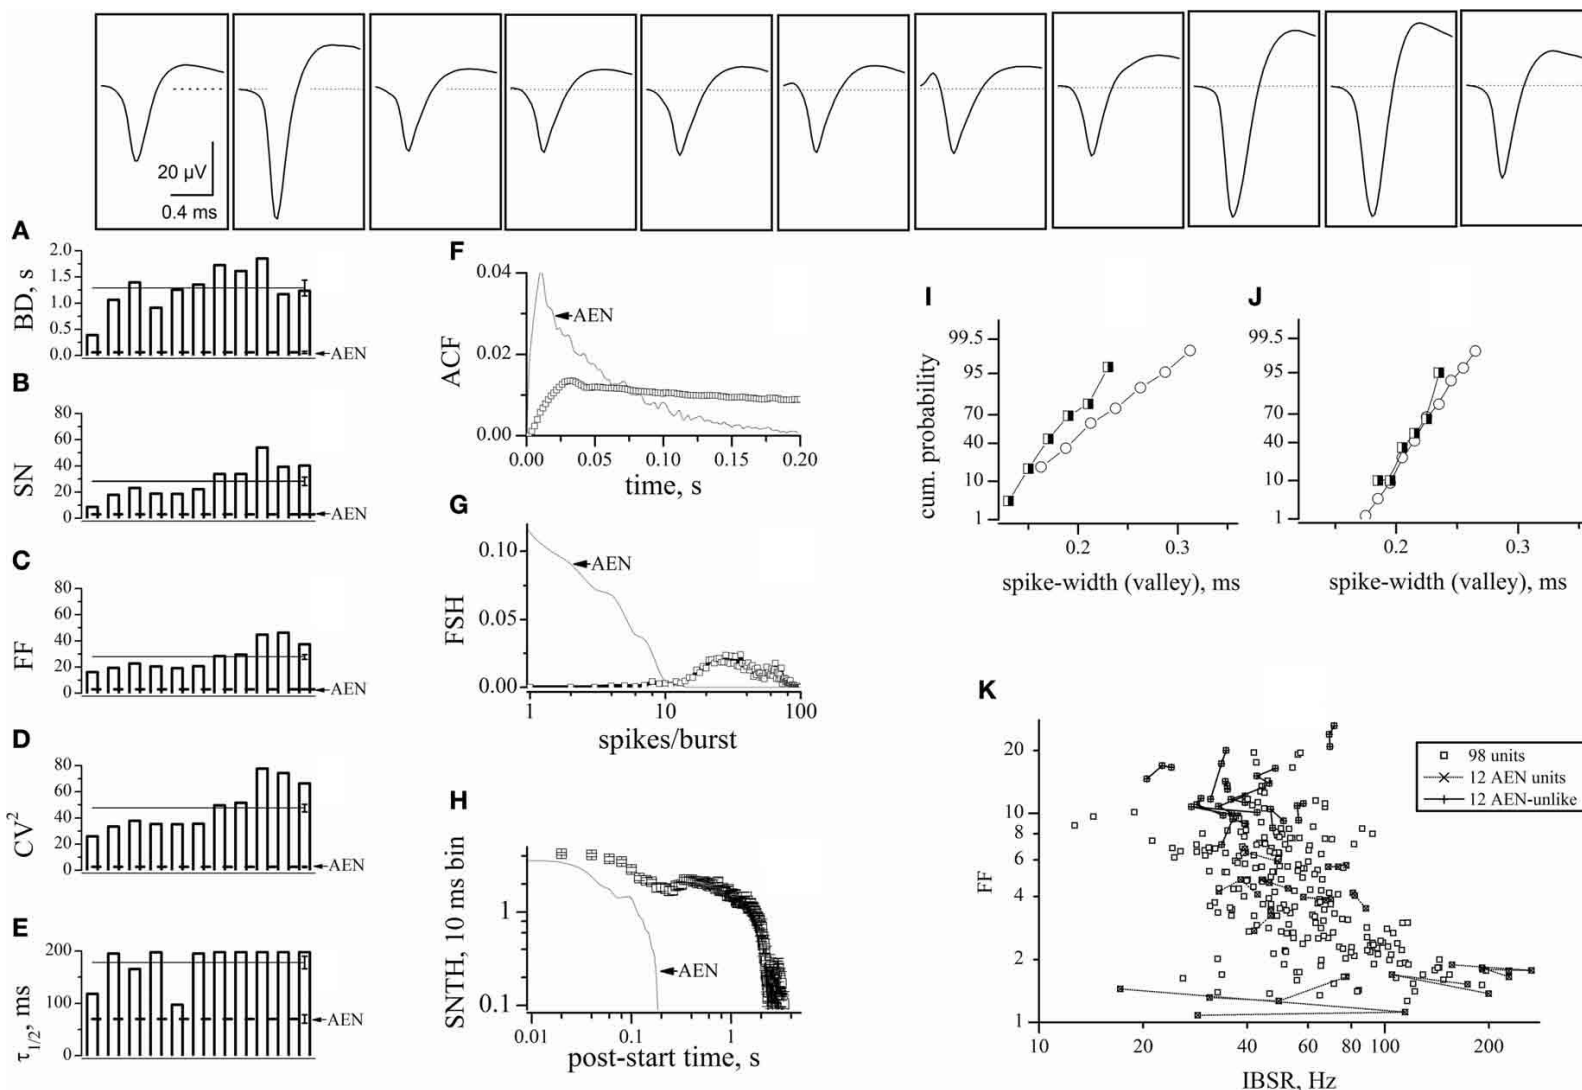 20 μV
0.4 ms
A
2.0
1.5
1.0
0.5
0.0
BD, s
AEN
B
80
60
40
20
0
SN
AEN
C
80
60
40
20
0
FF
AEN
D
80
60
40
20
0
CV²
AEN
E
200
100
0
τ1/2, ms
AEN
F
0.04
0.02
0.00
ACF
AEN
0.00 0.05 0.10 0.15 0.20
time, s
G
0.10
0.05
0.00
FSH
AEN
1 10 100
spikes/burst
H
1
0.1
SNTH, 10 ms bin
AEN
0.01 0.1 1
post-start time, s
I
99.5
95
70
40
10
1
cum. probability
0.2 0.3
spike-width (valley), ms
J
99.5
95
70
40
10
1
0.2 0.3
spike-width (valley), ms
K
20
10
8
6
4
2
1
FF
98 units
12 AEN units
12 AEN-unlike
10 20 40 60 80 100 200
IBSR, Hz